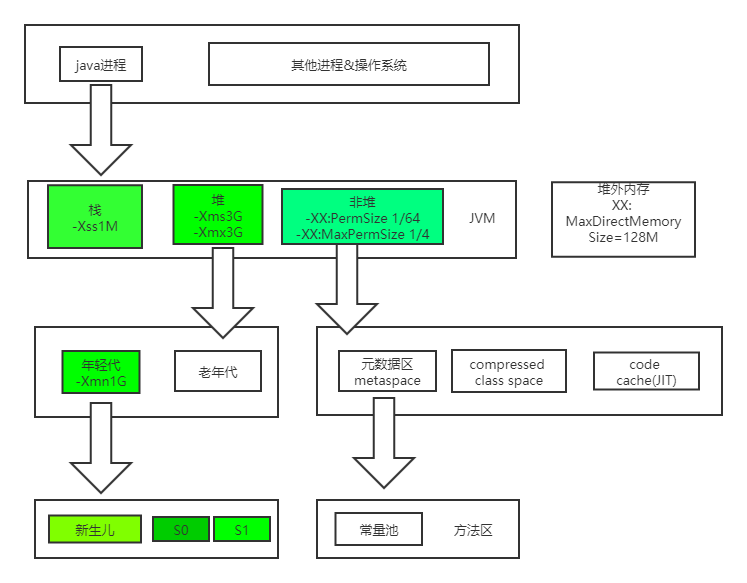 java进程
其他进程&操作系统
栈
-Xss1M
堆
-Xms3G
-Xmx3G
非堆
-XX:PermSize 1/64
-XX:MaxPermSize 1/4
JVM
堆外内存
XX:
MaxDirectMemory
Size=128M
年轻代
-Xmn1G
老年代
元数据区
metaspace
compressed
class space
code
cache(JIT)
新生儿
S0
S1
常量池
方法区